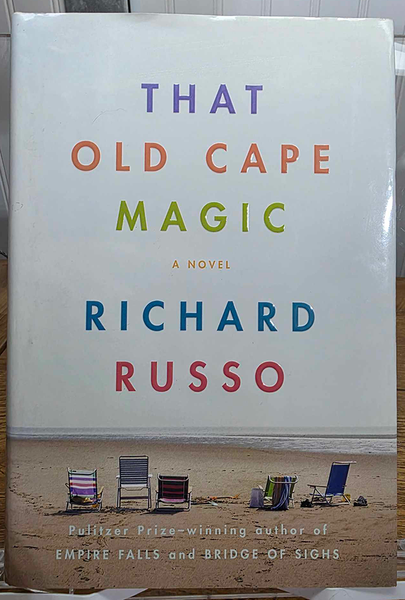 THAT
OLD CAPE
MAGIC
A NOVEL
RICHARD
RUSSO
Pulitzer Prize–winning author of
EMPIRE FALLS and BRIDGE OF SIGHS